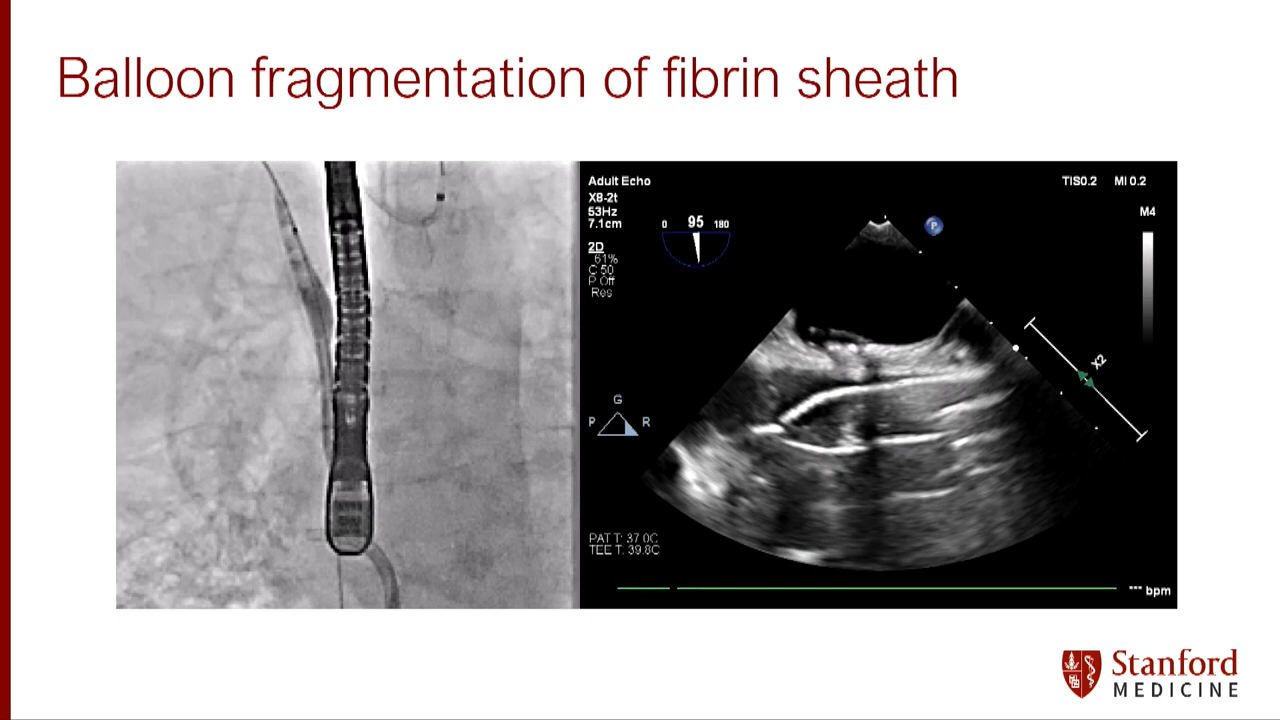 Balloon fragmentation of fibrin sheath
Adult Echo
X8-2t
53Hz
7.1cm
2D
61%
C 50
P Off
Res
0 95 180
P
TIS0.2 MI 0.2
M4
X2
G
P R
PAT T: 37.0C
TEE T: 39.8C
*** bpm
Stanford
MEDICINE